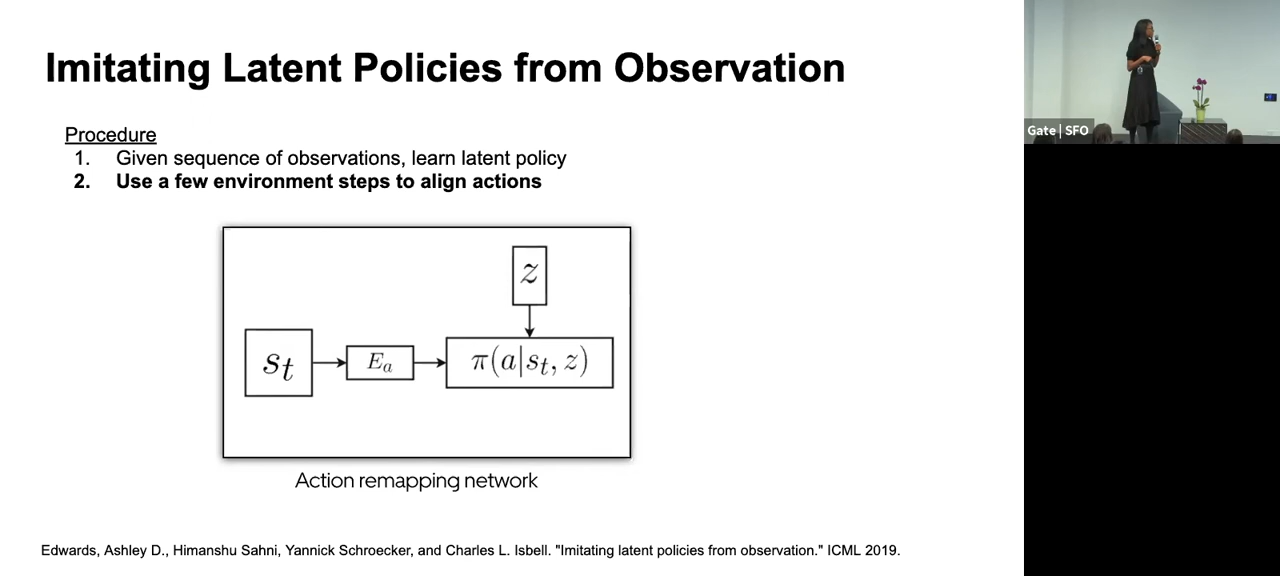 Imitating Latent Policies from Observation
Procedure
1. Given sequence of observations, learn latent policy
2. Use a few environment steps to align actions
z
s_t
E_a
π(a|s_t, z)
Action remapping network
Edwards, Ashley D., Himanshu Sahni, Yannick Schroecker, and Charles L. Isbell. "Imitating latent policies from observation." ICML 2019.
Gate | SFO